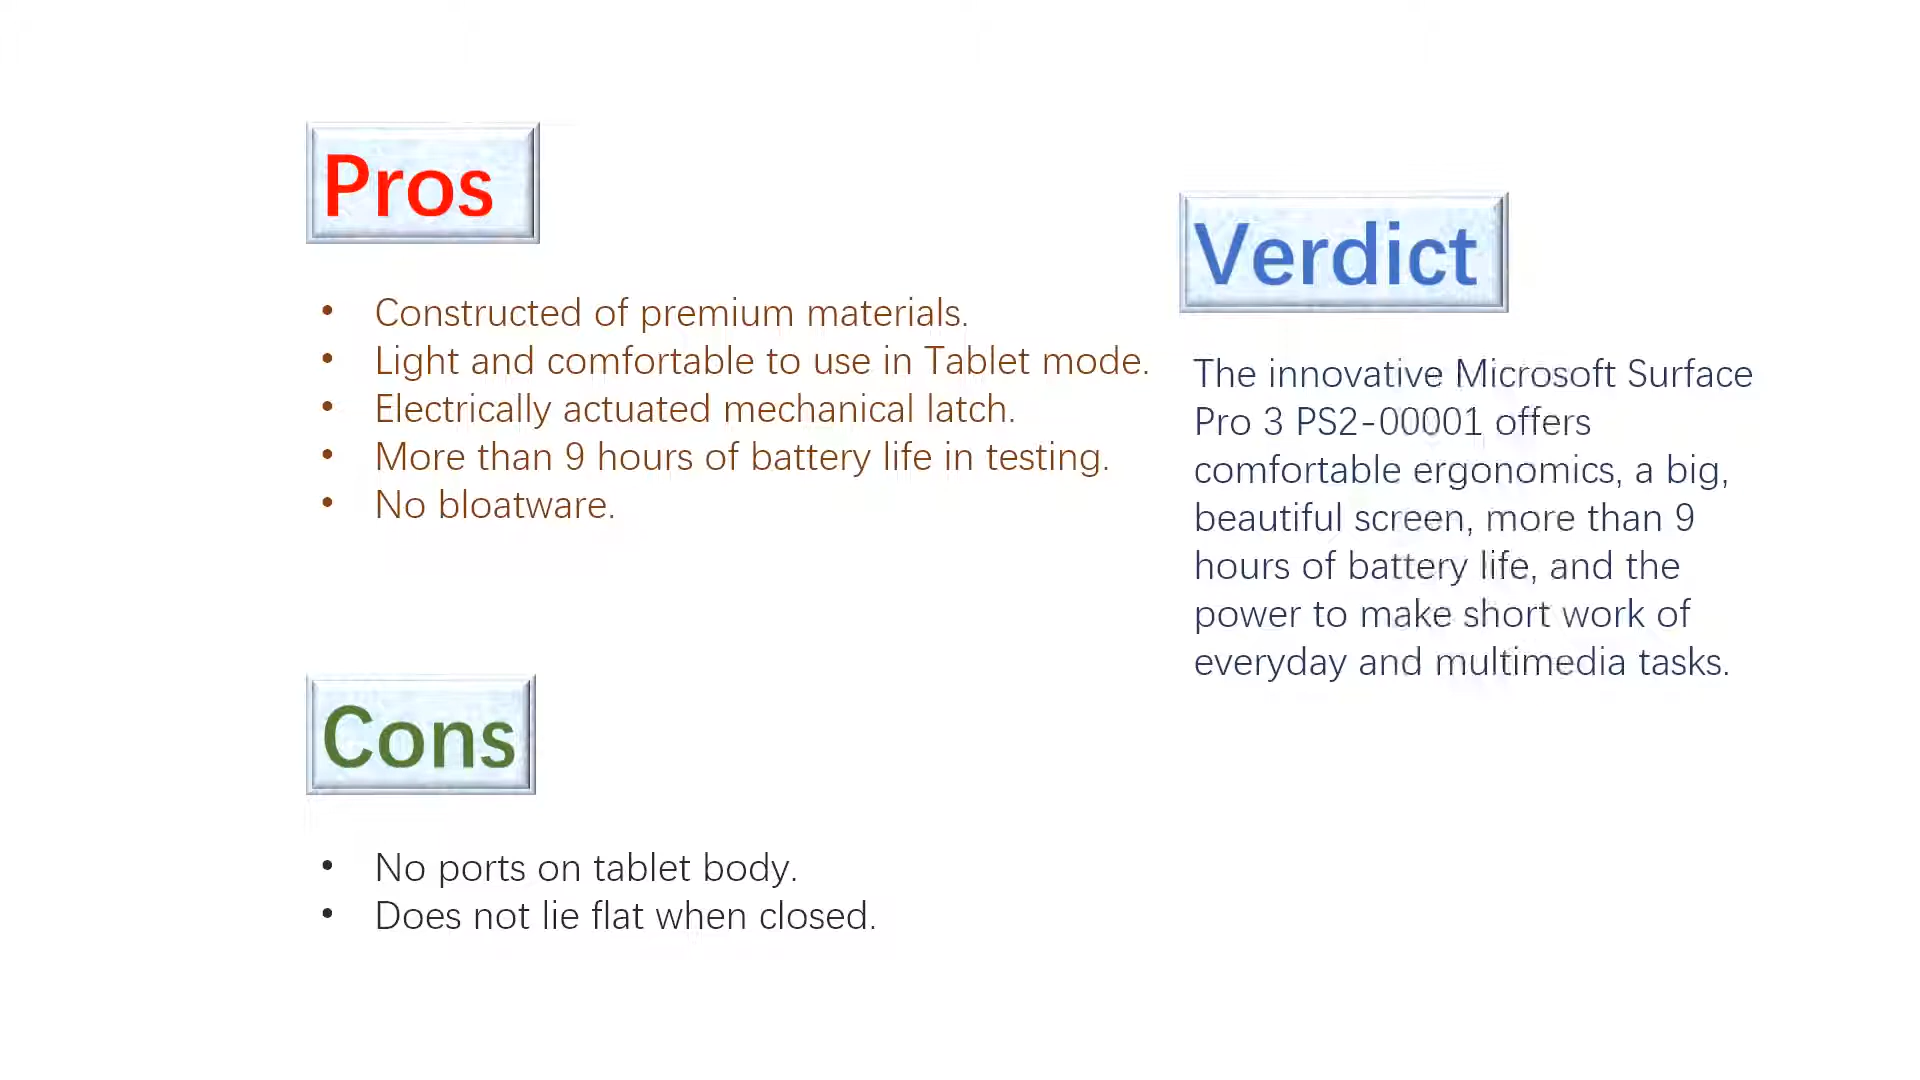 Pros
• Constructed of premium materials.
• Light and comfortable to use in Tablet mode.
• Electrically actuated mechanical latch.
• More than 9 hours of battery life in testing.
• No bloatware.
Cons
• No ports on tablet body.
• Does not lie flat when closed.
Verdict
The innovative Microsoft Surface
Pro 3 PS2-00001 offers
comfortable ergonomics, a big,
beautiful screen, more than 9
hours of battery life, and the
power to make short work of
everyday and multimedia tasks.